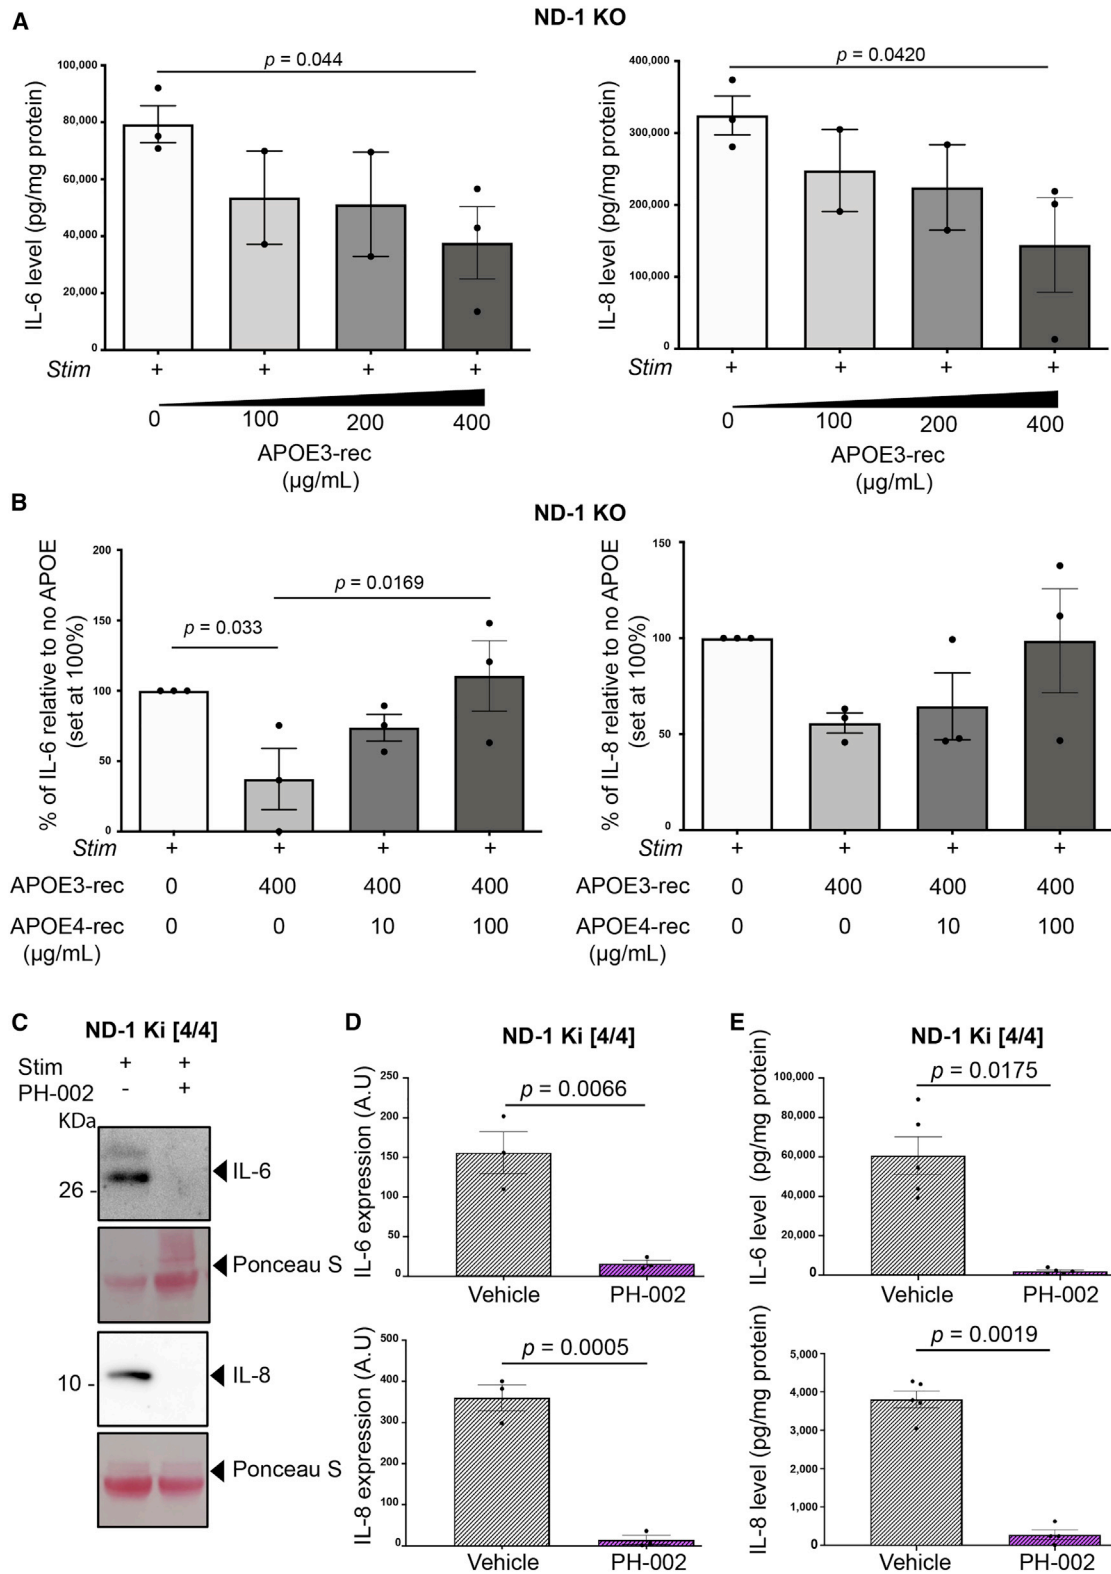 A
ND-1 KO
IL-6 level (pg/mg protein)
100,000
80,000
60,000
40,000
20,000
0
p = 0.044
Stim + + + +
0 100 200 400
APOE3-rec
(µg/mL)
IL-8 level (pg/mg protein)
400,000
300,000
200,000
100,000
0
p = 0.0420
Stim + + + +
0 100 200 400
APOE3-rec
(µg/mL)
B
ND-1 KO
% of IL-6 relative to no APOE
(set at 100%)
200
150
100
50
0
p = 0.033
p = 0.0169
Stim + + + +
APOE3-rec 0 400 400 400
APOE4-rec 0 0 10 100
(µg/mL)
% of IL-8 relative to no APOE
(set at 100%)
150
100
50
0
Stim + + + +
APOE3-rec 0 400 400 400
APOE4-rec 0 0 10 100
(µg/mL)
C
ND-1 Ki [4/4]
Stim + +
PH-002 - +
KDa
26 -
IL-6
Ponceau S
10 -
IL-8
Ponceau S
D
ND-1 Ki [4/4]
IL-6 expression (A.U)
250
200
150
100
50
0
p = 0.0066
Vehicle PH-002
IL-8 expression (A.U)
500
400
300
200
100
0
p = 0.0005
Vehicle PH-002
E
ND-1 Ki [4/4]
IL-6 level (pg/mg protein)
100,000
80,000
60,000
40,000
20,000
0
p = 0.0175
Vehicle PH-002
IL-8 level (pg/mg protein)
5,000
4,000
3,000
2,000
1,000
0
p = 0.0019
Vehicle PH-002